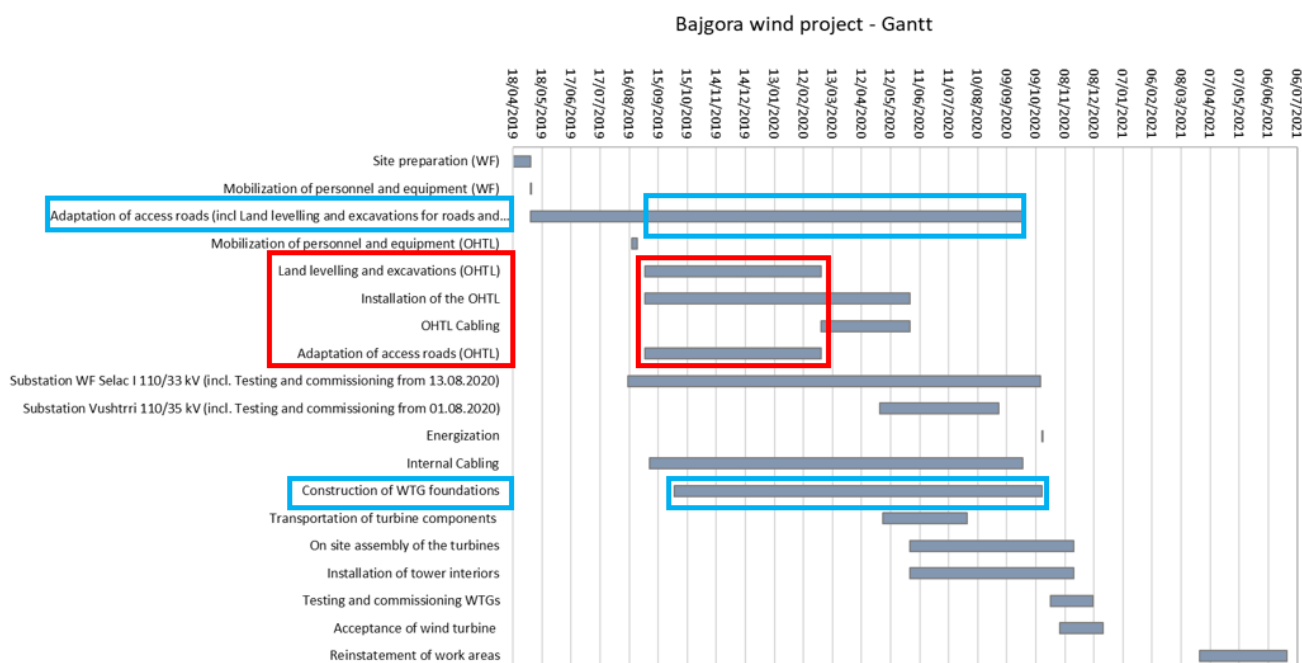 Bajgora wind project - Gantt
18/04/2019
18/05/2019
17/06/2019
17/07/2019
16/08/2019
15/09/2019
15/10/2019
14/11/2019
14/12/2019
13/01/2020
12/02/2020
13/03/2020
12/04/2020
12/05/2020
11/06/2020
11/07/2020
10/08/2020
09/09/2020
09/10/2020
08/11/2020
08/12/2020
07/01/2021
06/02/2021
08/03/2021
07/04/2021
07/05/2021
06/06/2021
06/07/2021
Site preparation (WF)
Mobilization of personnel and equipment (WF)
Adaptation of access roads (incl Land levelling and excavations for roads and...
Mobilization of personnel and equipment (OHTL)
Land levelling and excavations (OHTL)
Installation of the OHTL
OHTL Cabling
Adaptation of access roads (OHTL)
Substation WF Selac I 110/33 kV (incl. Testing and commissioning from 13.08.2020)
Substation Vushtrri 110/35 kV (incl. Testing and commissioning from 01.08.2020)
Energization
Internal Cabling
Construction of WTG foundations
Transportation of turbine components
On site assembly of the turbines
Installation of tower interiors
Testing and commissioning WTGs
Acceptance of wind turbine
Reinstatement of work areas